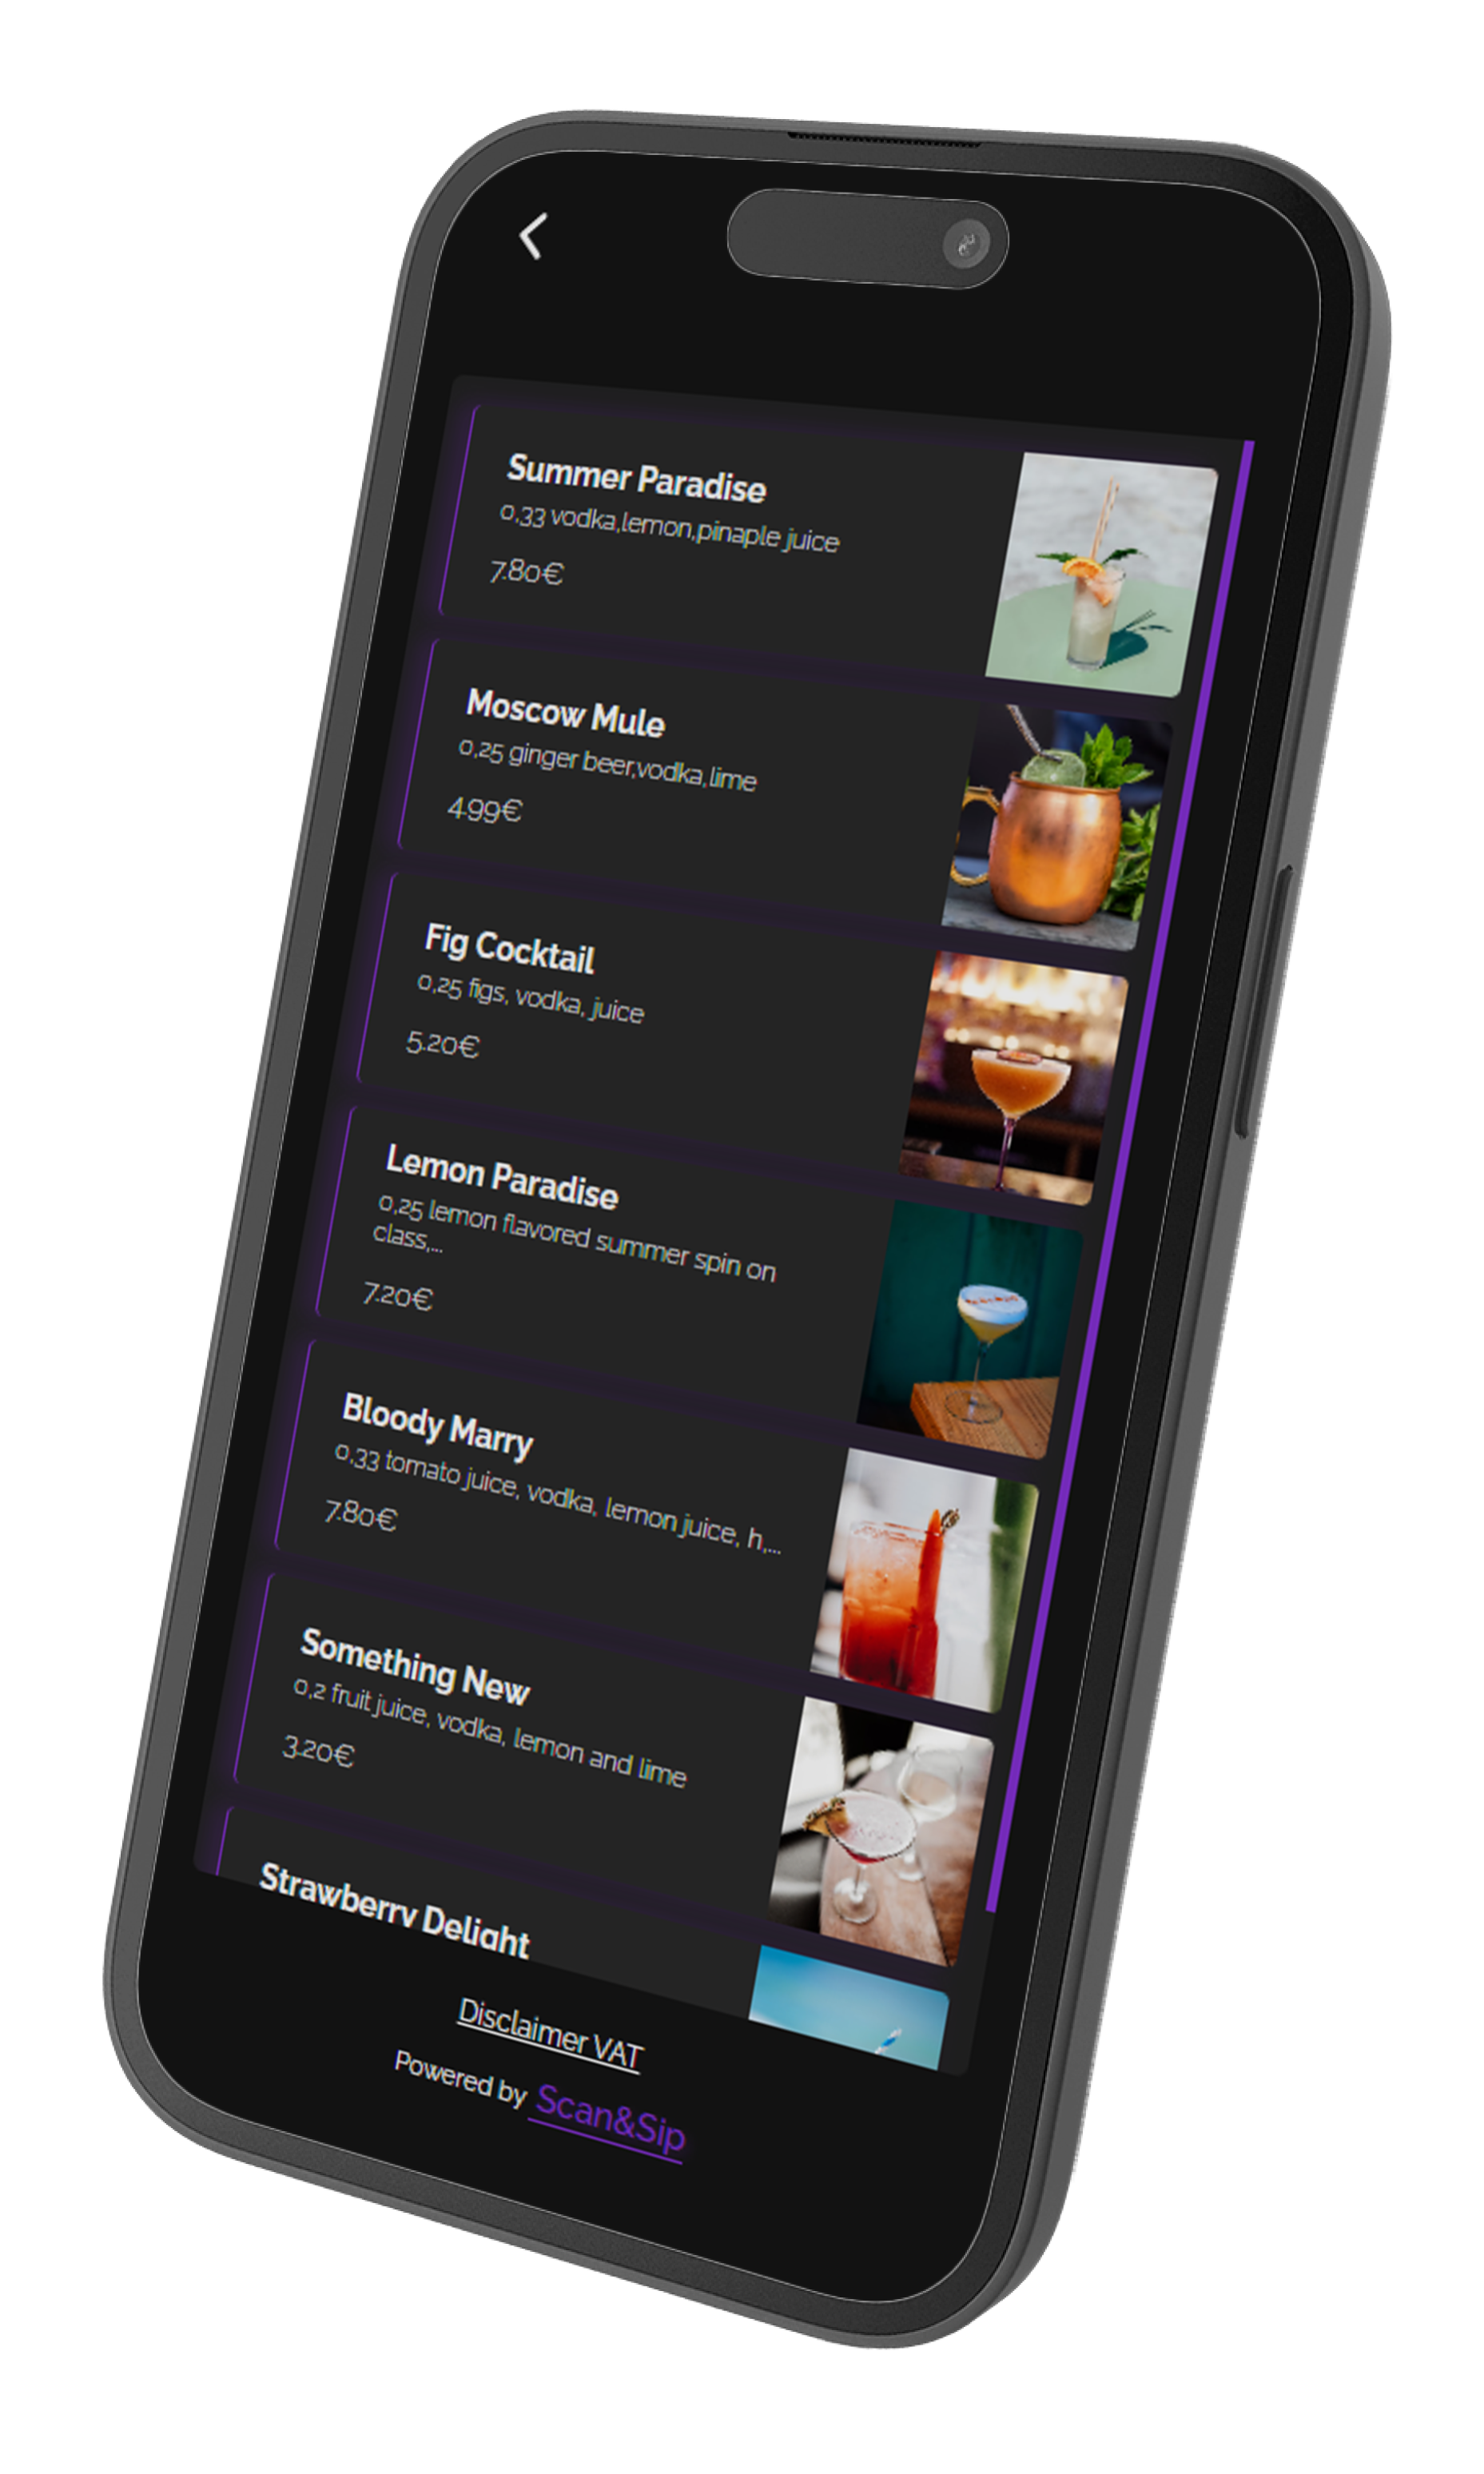 Summer Paradise
0,33 vodka,lemon,pinaple juice
7.80€
Moscow Mule
0,25 ginger beer,vodka,lime
4.99€
Fig Cocktail
0,25 figs, vodka, juice
5.20€
Lemon Paradise
0,25 lemon flavored summer spin on
class,...
7.20€
Bloody Marry
0,33 tomato juice, vodka, lemon juice, h,...
7.80€
Something New
0,2 fruit juice, vodka, lemon and lime
3.20€
Strawberry Delight
Disclaimer VAT
Powered by Scan&Sip